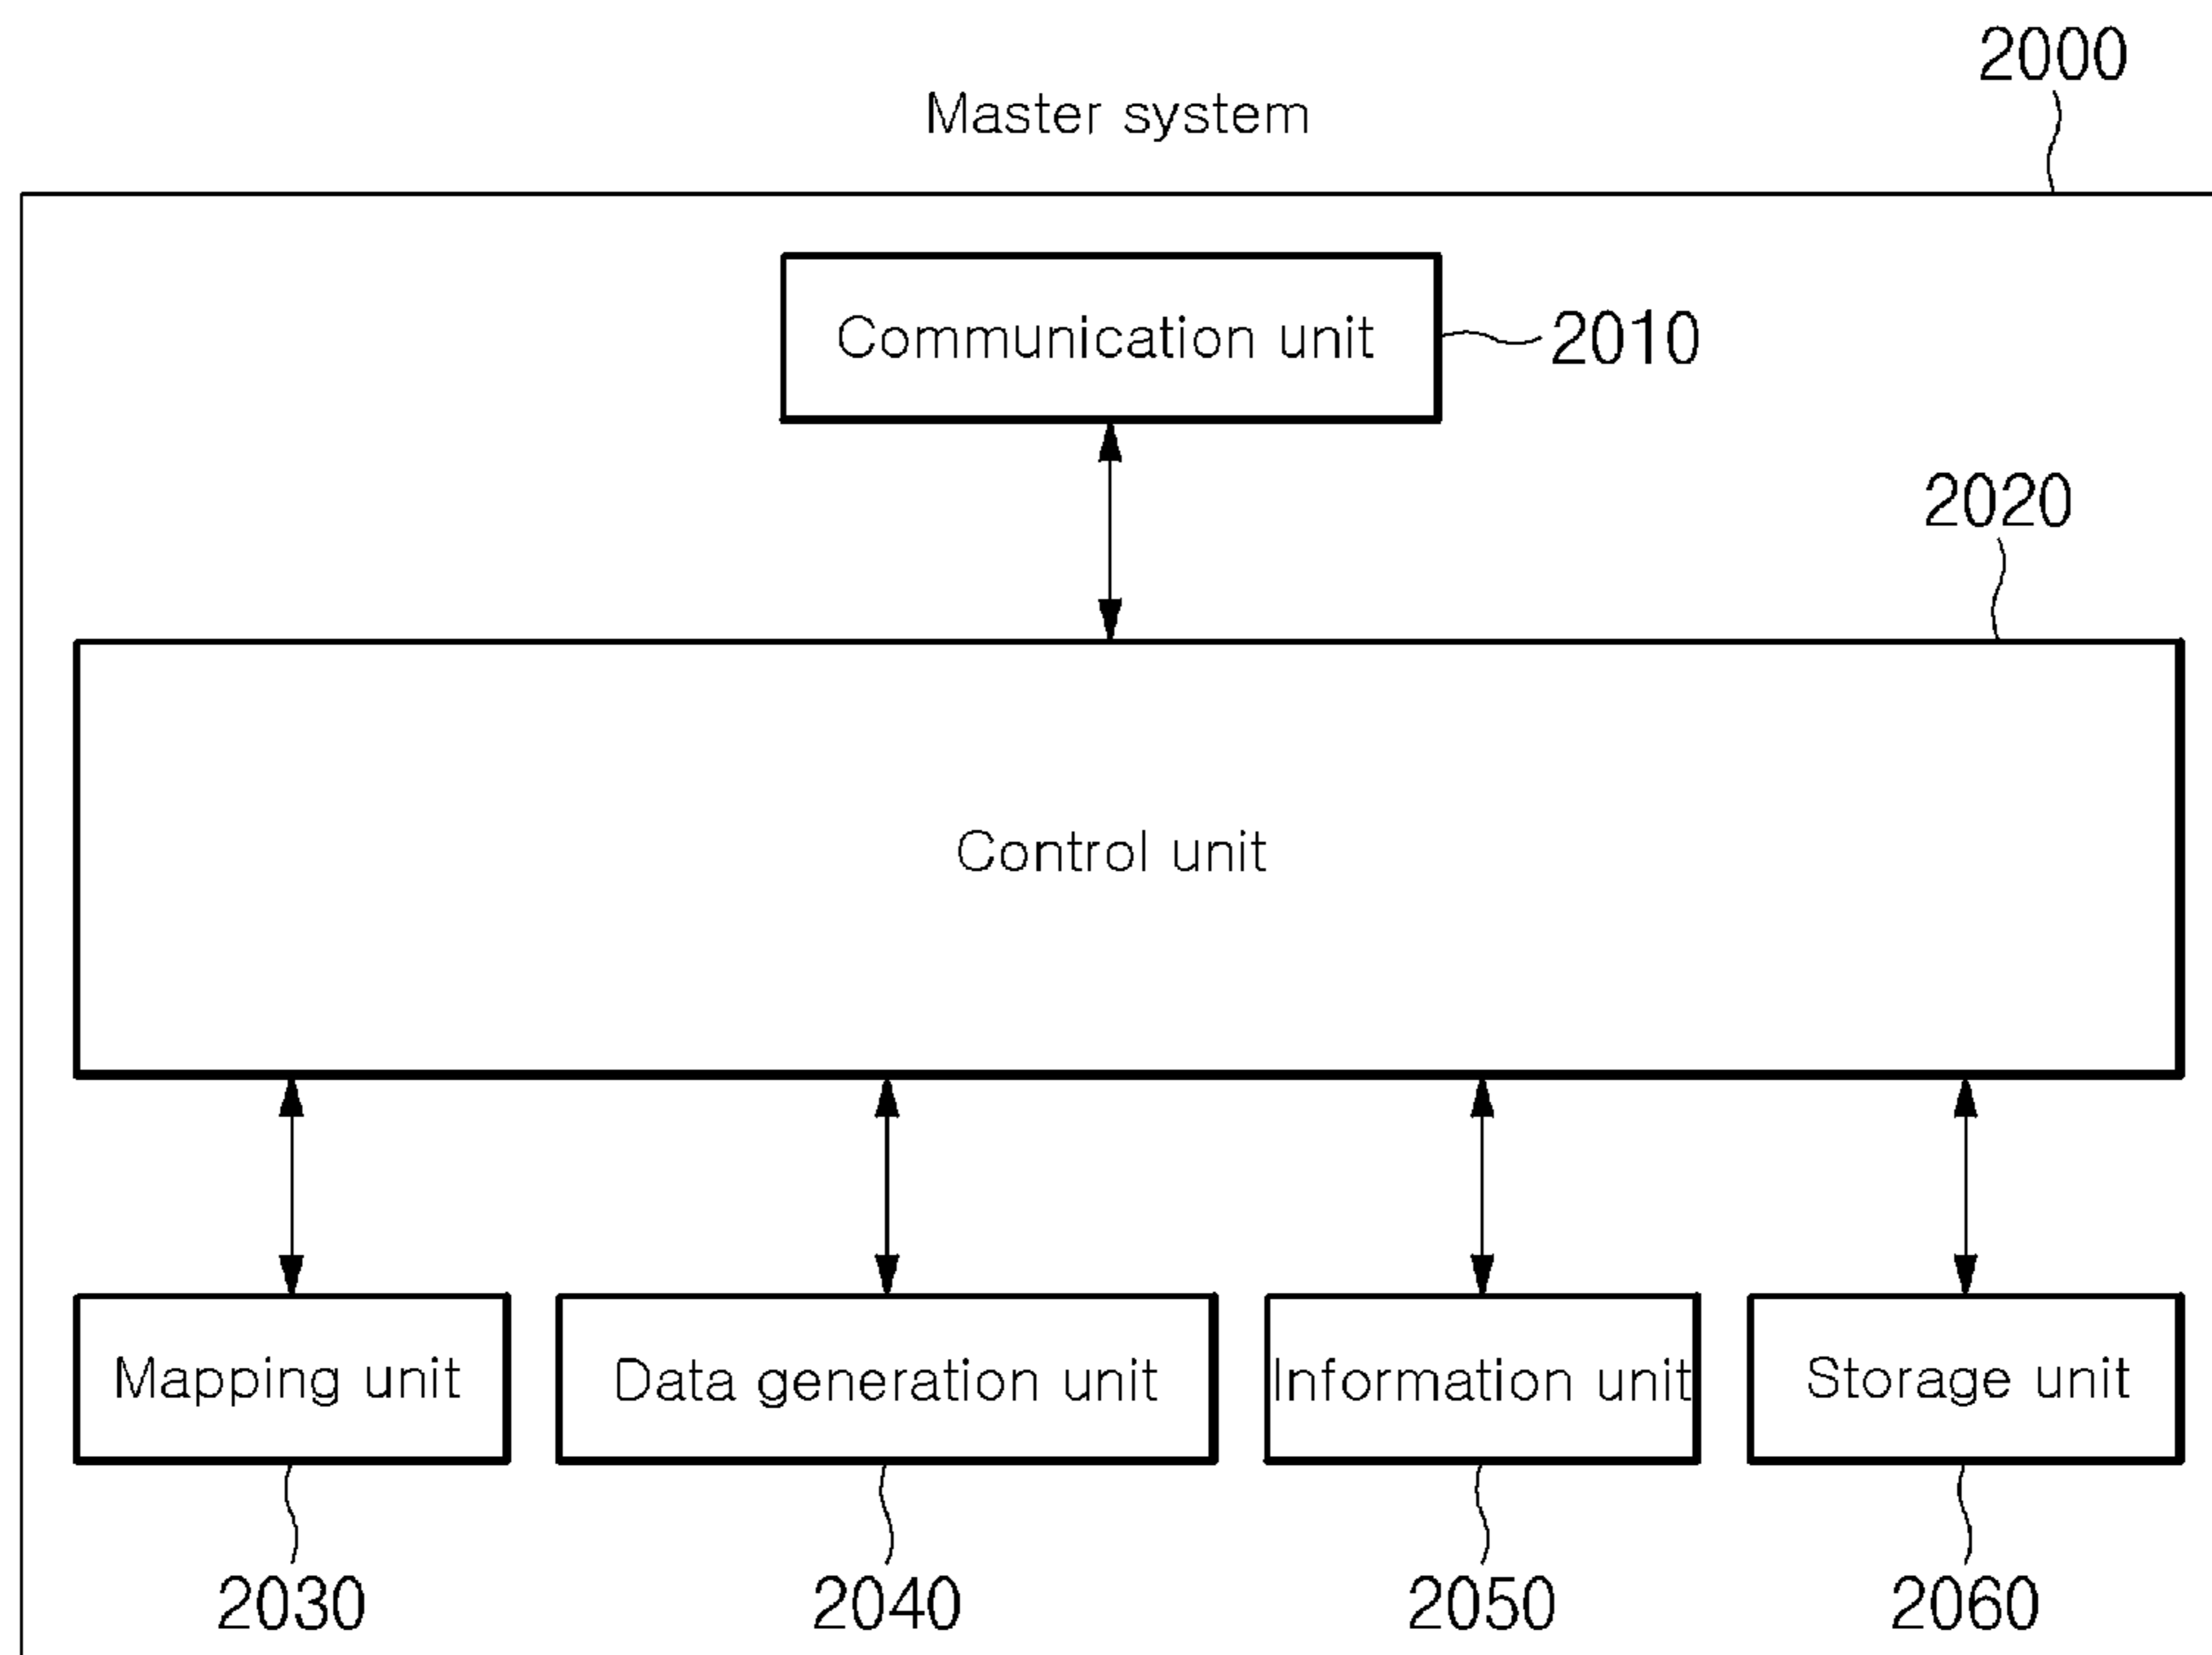 2000
Master system
Communication unit
2010
2020
Control unit
Mapping unit
Data generation unit
Information unit
Storage unit
2030
2040
2050
2060